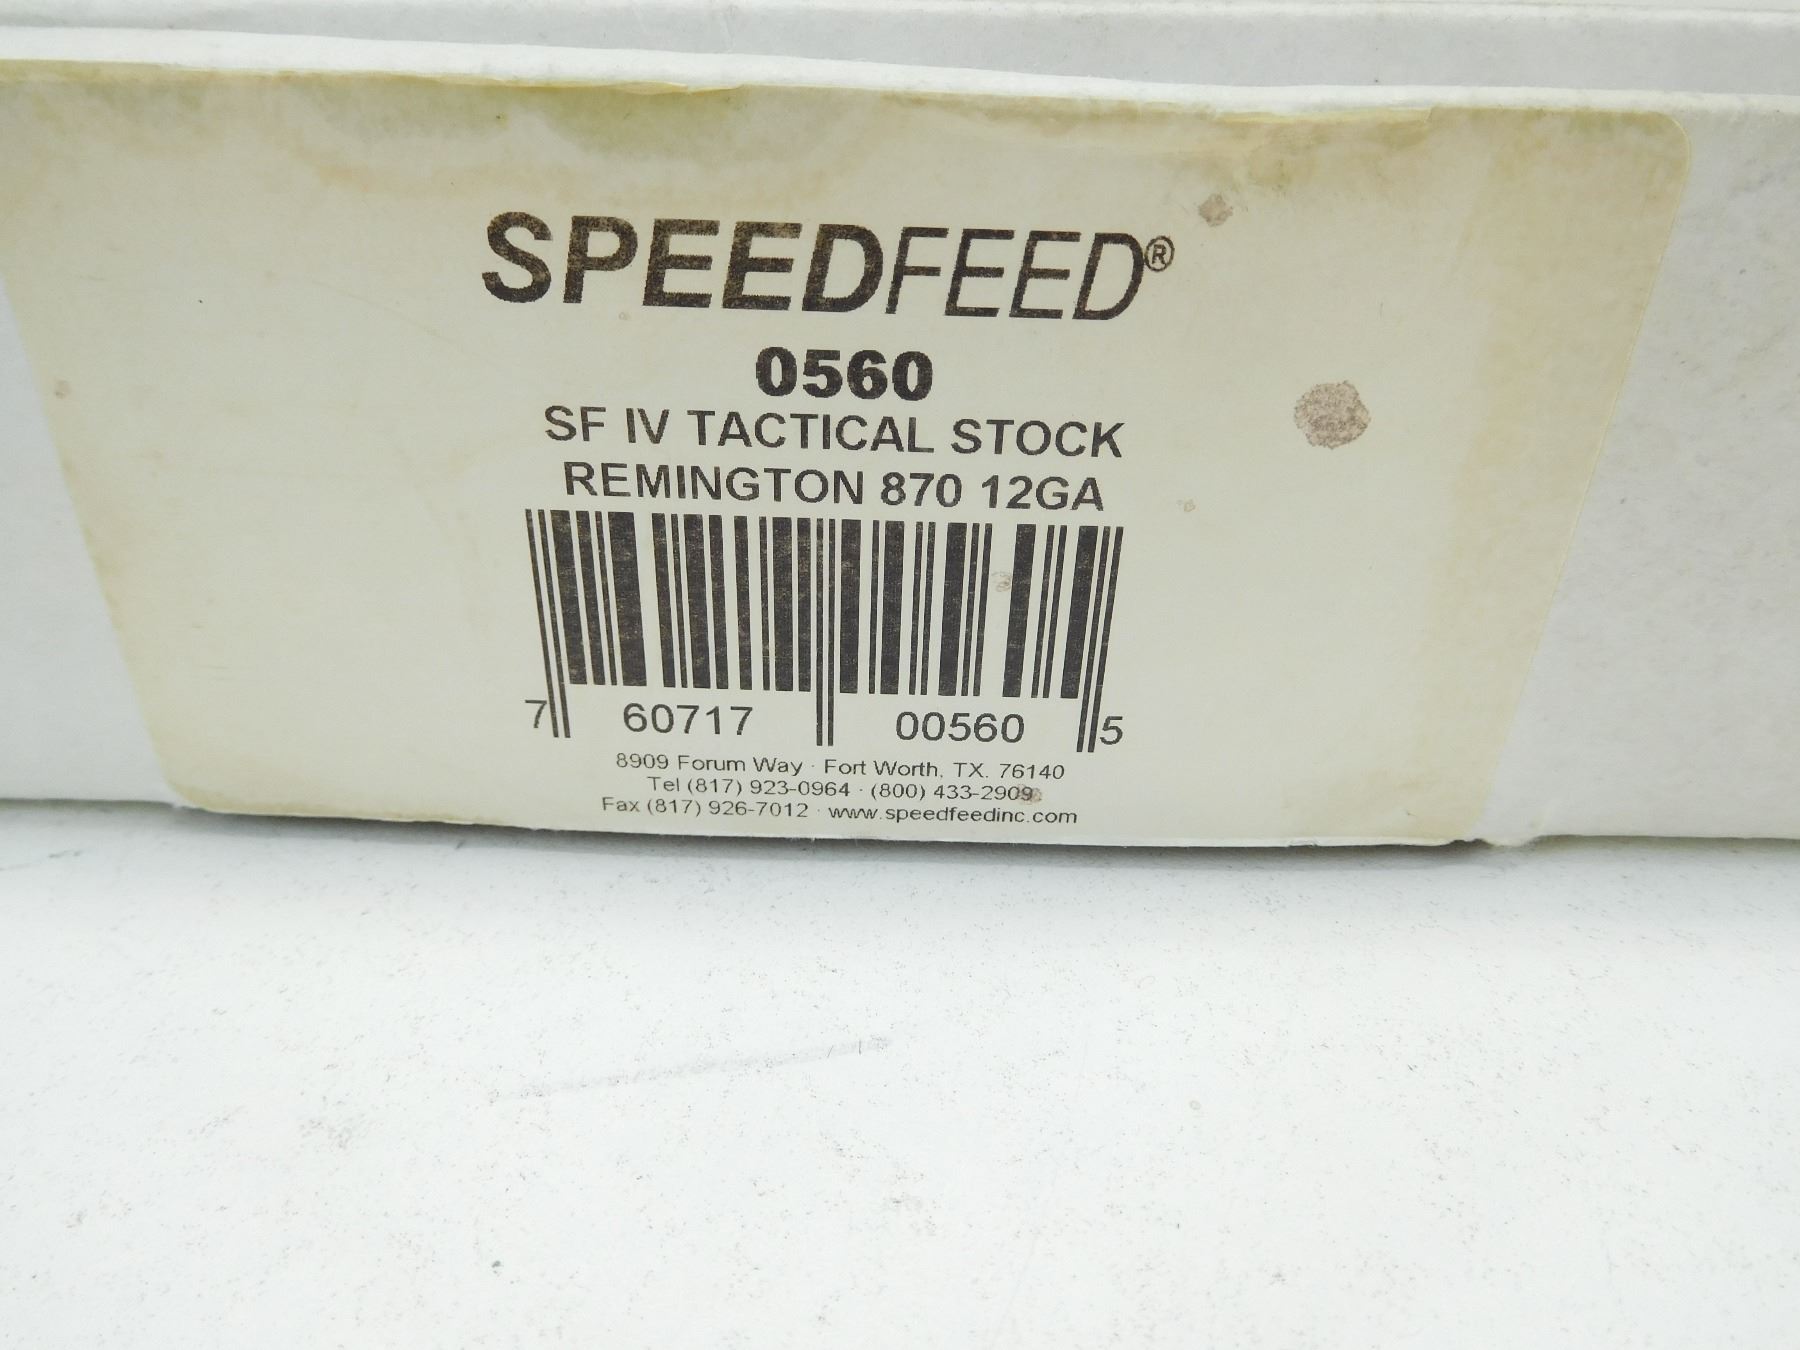 SPEEDFEED®
0560
SF IV TACTICAL STOCK
REMINGTON 870 12GA
7 60717 00560 5
8909 Forum Way · Fort Worth, TX. 76140
Tel (817) 923-0964 · (800) 433-2909
Fax (817) 926-7012 · www.speedfeedinc.com